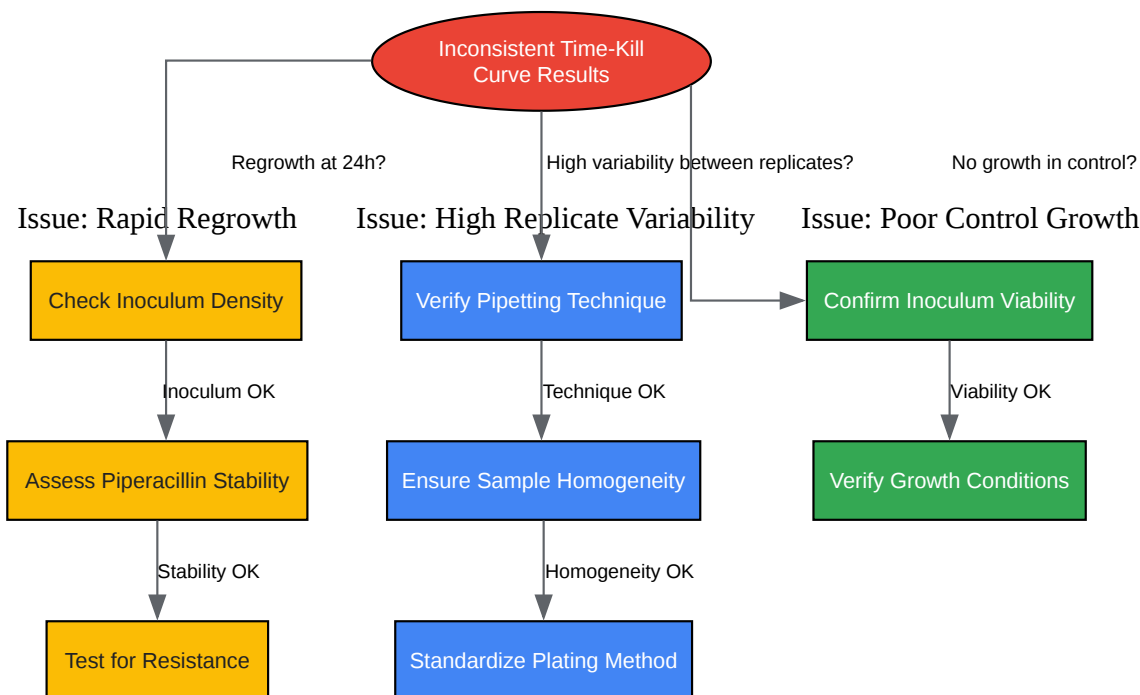 Inconsistent Time-Kill
Curve Results
Regrowth at 24h?
High variability between replicates?
No growth in control?
Issue: Rapid Regrowth
Issue: High Replicate Variability
Issue: Poor Control Growth
Check Inoculum Density
Verify Pipetting Technique
Confirm Inoculum Viability
Inoculum OK
Technique OK
Viability OK
Assess Piperacillin Stability
Ensure Sample Homogeneity
Verify Growth Conditions
Stability OK
Homogeneity OK
Test for Resistance
Standardize Plating Method